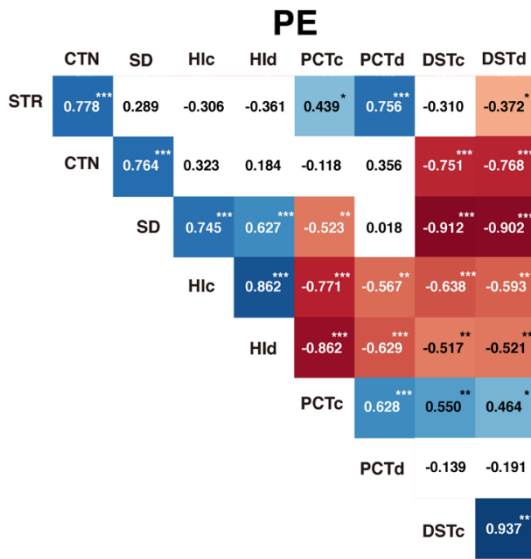 PE
CTN SD HIc HId PCTc PCTd DSTc DSTd
STR 0.778*** 0.289 -0.306 -0.361 0.439* 0.756*** -0.310 -0.372*
CTN 0.764*** 0.323 0.184 -0.118 0.356 -0.751*** -0.768***
SD 0.745*** 0.627*** -0.523** 0.018 -0.912*** -0.902***
HIc 0.862*** -0.771*** -0.567** -0.638*** -0.593**
HId -0.862*** -0.629*** -0.517** -0.521**
PCTc 0.628*** 0.550** 0.464*
PCTd -0.139 -0.191
DSTc 0.937**